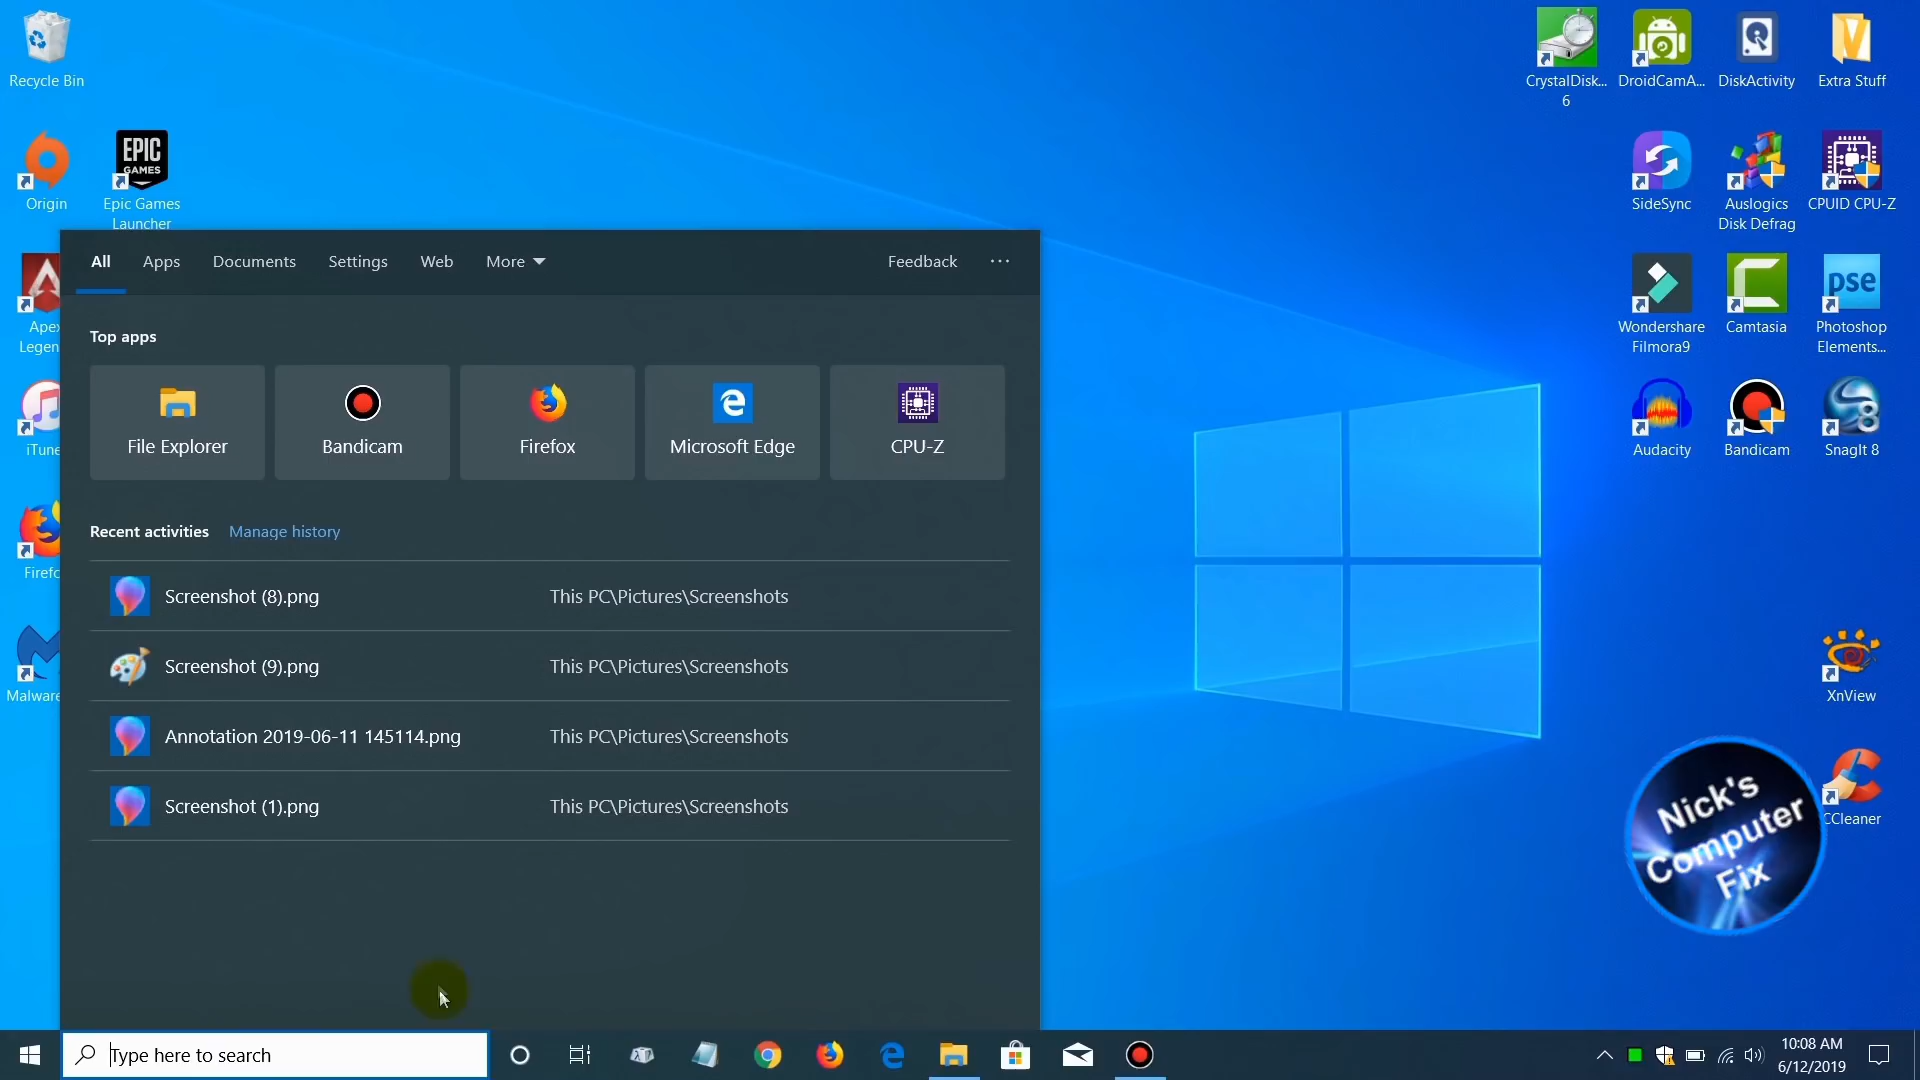 Recycle Bin
CrystalDisk...
6
DroidCamA...
DiskActivity
Extra Stuff
EPIC
GAMES
Origin
Epic Games
Launcher
SideSync
Auslogics
Disk Defrag
CPUID CPU-Z
All
Apps
Documents
Settings
Web
More
Feedback
...
Apex
Legen
pse
Wondershare
Filmora9
Camtasia
Photoshop
Elements...
Top apps
File Explorer
Bandicam
Firefox
Microsoft Edge
CPU-Z
iTune
Audacity
Bandicam
SnagIt 8
Recent activities
Manage history
Firefo
Screenshot (8).png
This PC\Pictures\Screenshots
Screenshot (9).png
This PC\Pictures\Screenshots
Malware
XnView
Annotation 2019-06-11 145114.png
This PC\Pictures\Screenshots
Screenshot (1).png
This PC\Pictures\Screenshots
Nick's
Computer
Fix
CCleaner
Type here to search
10:08 AM
6/12/2019